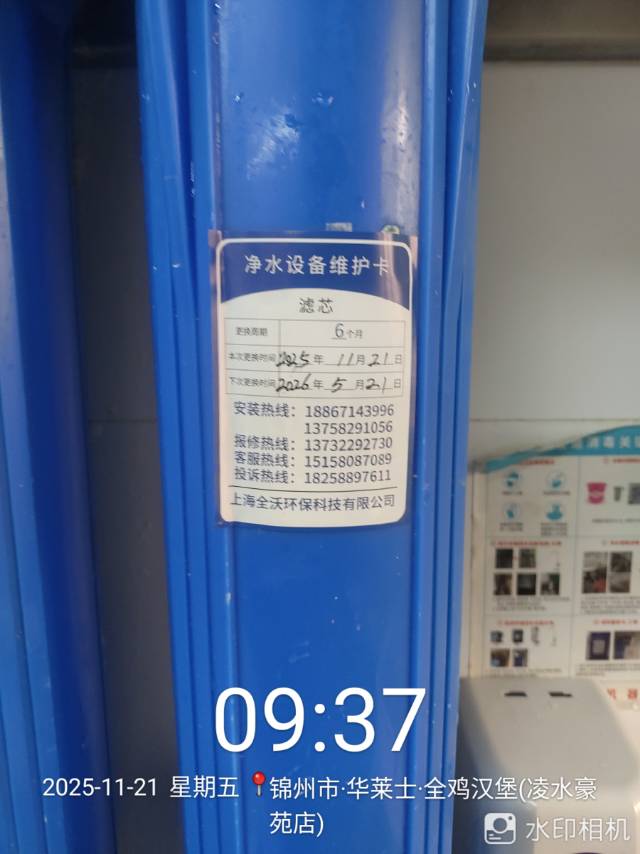 净水设备维护卡
滤芯
更换周期 6个月
本次更换时间 2025年 11月 21日
下次更换时间 2026年 5月 21日
安装热线: 18867143996
13758291056
报修热线: 13732292730
客服热线: 15158087089
投诉热线: 18258897611
上海全沃环保科技有限公司
09:37
2025-11-21 星期五 锦州市·华莱士·全鸡汉堡(凌水豪
苑店)
水印相机